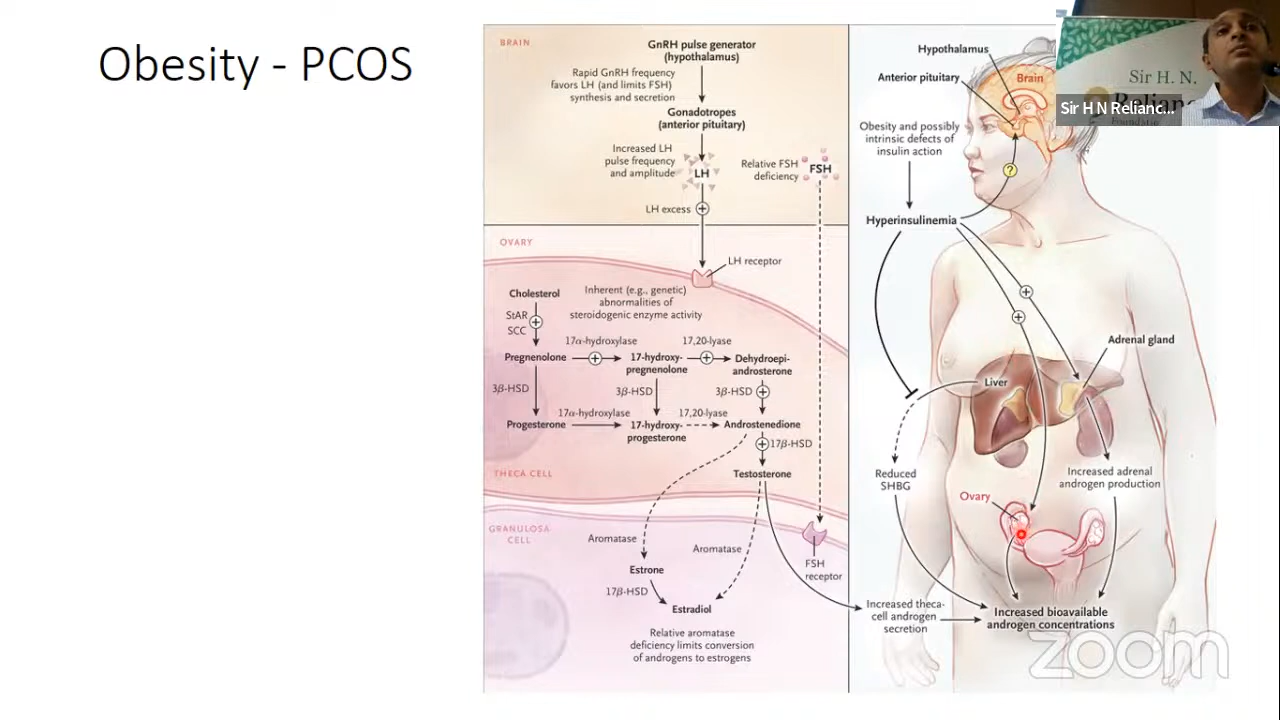 Obesity - PCOS
BRAIN
GnRH pulse generator
(hypothalamus)
Rapid GnRH frequency
favors LH (and limits FSH)
synthesis and secretion
Gonadotropes
(anterior pituitary)
Increased LH
pulse frequency
and amplitude
LH
Relative FSH
deficiency
FSH
LH excess
+
OVARY
LH receptor
Cholesterol
Inherent (e.g., genetic)
abnormalities of
steroidogenic enzyme activity
StAR
SCC
+
17α-hydroxylase
17,20-lyase
Pregnenolone
+
17-hydroxy-
pregnenolone
+
Dehydroepi-
androsterone
3β-HSD
3β-HSD
3β-HSD
+
17α-hydroxylase
17,20-lyase
Progesterone
17-hydroxy-
progesterone
Androstenedione
+
17β-HSD
THECA CELL
Testosterone
GRANULOSA
CELL
Aromatase
Aromatase
Estrone
17β-HSD
Estradiol
FSH
receptor
Relative aromatase
deficiency limits conversion
of androgens to estrogens
Hypothalamus
Anterior pituitary
Brain
Obesity and possibly
intrinsic defects of
insulin action
?
Hyperinsulinemia
+
+
Adrenal gland
Liver
Reduced
SHBG
Increased adrenal
androgen production
Ovary
Increased theca-
cell androgen
secretion
Increased bioavailable
androgen concentrations
Sir H. N.
Sir H N Relianc...
zoom